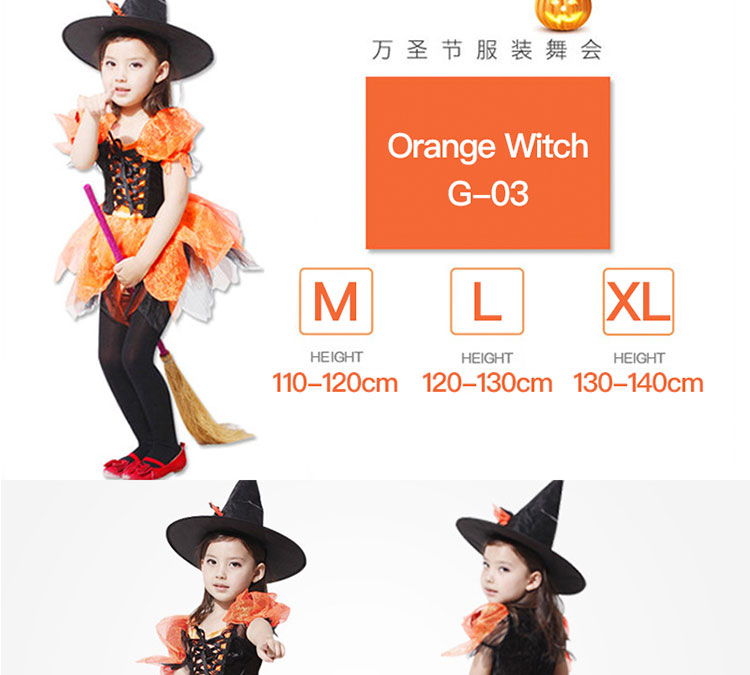 万圣节服装舞会
Orange Witch
G-03
M
L
XL
HEIGHT
HEIGHT
HEIGHT
110-120cm
120-130cm
130-140cm